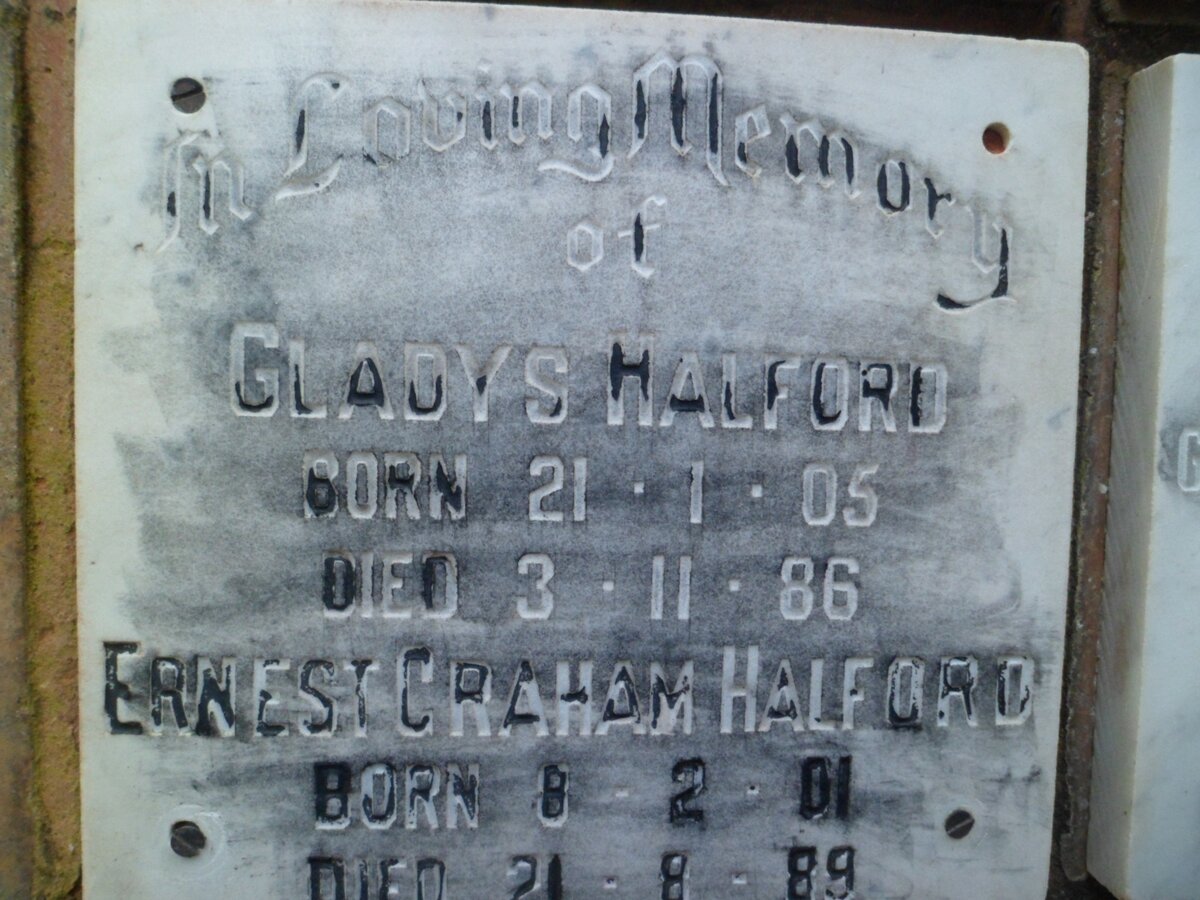 In Loving Memory
of
GLADYS HALFORD
BORN 21 · 1 · 05
DIED 3 · 11 · 86
ERNEST GRAHAM HALFORD
BORN 8 · 2 · 01
DIED 21 · 8 · 89
G